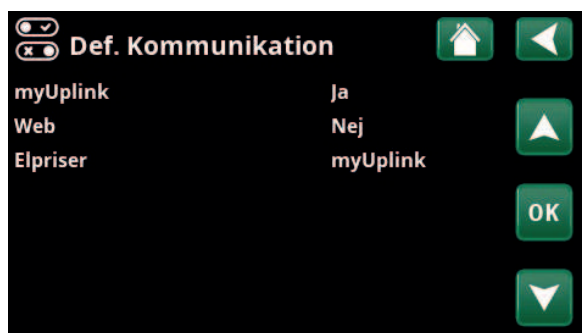 Def. Kommunikation
myUplink Ja
Web Nej
Elpriser myUplink
OK